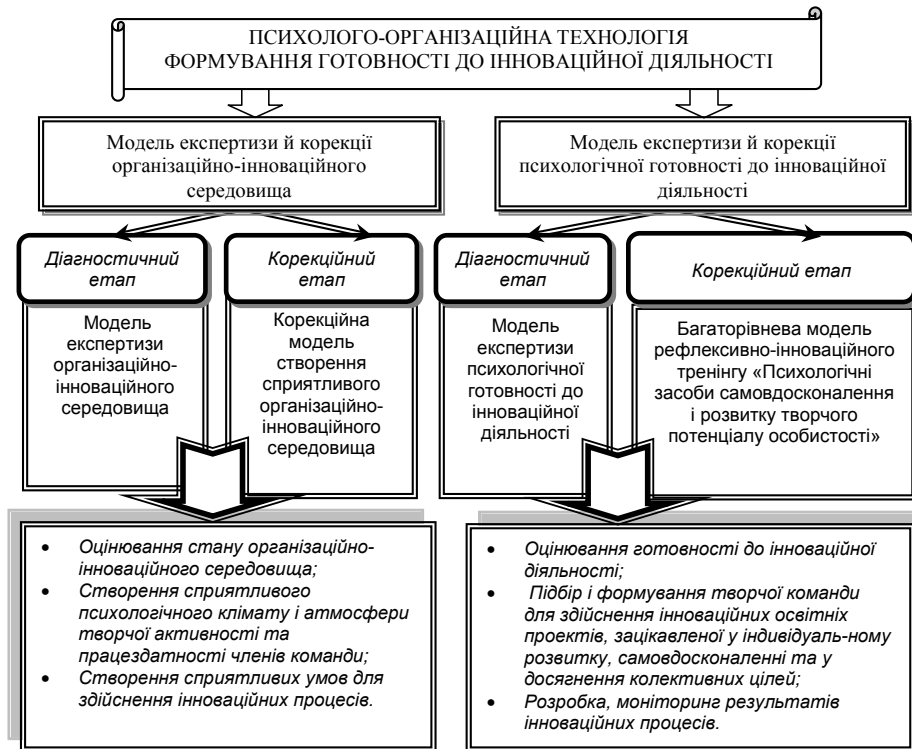 ПСИХОЛОГО-ОРГАНІЗАЦІЙНА ТЕХНОЛОГІЯ
ФОРМУВАННЯ ГОТОВНОСТІ ДО ІННОВАЦІЙНОЇ ДІЯЛЬНОСТІ
Модель експертизи й корекції
організаційно-інноваційного
середовища
Модель експертизи й корекції
психологічної готовності до інноваційної
діяльності
Діагностичний
етап
Корекційний
етап
Діагностичний
етап
Корекційний етап
Модель
експертизи
організаційно-
інноваційного
середовища
Корекційна
модель
створення
сприятливого
організаційно-
інноваційного
середовища
Модель
експертизи
психологічної
готовності до
інноваційної
діяльності
Багаторівнева модель
рефлексивно-інноваційного
тренінгу «Психологічні
засоби самовдосконалення
і розвитку творчого
потенціалу особистості»
• Оцінювання стану організаційно-
інноваційного середовища;
• Створення сприятливого
психологічного клімату і атмосфери
творчої активності та
працездатності членів команди;
• Створення сприятливих умов для
здійснення інноваційних процесів.
• Оцінювання готовності до інноваційної
діяльності;
• Підбір і формування творчої команди
для здійснення інноваційних освітніх
проектів, зацікавленої у індивідуаль-ному
розвитку, самовдосконаленні та у
досягнення колективних цілей;
• Розробка, моніторинг результатів
інноваційних процесів.